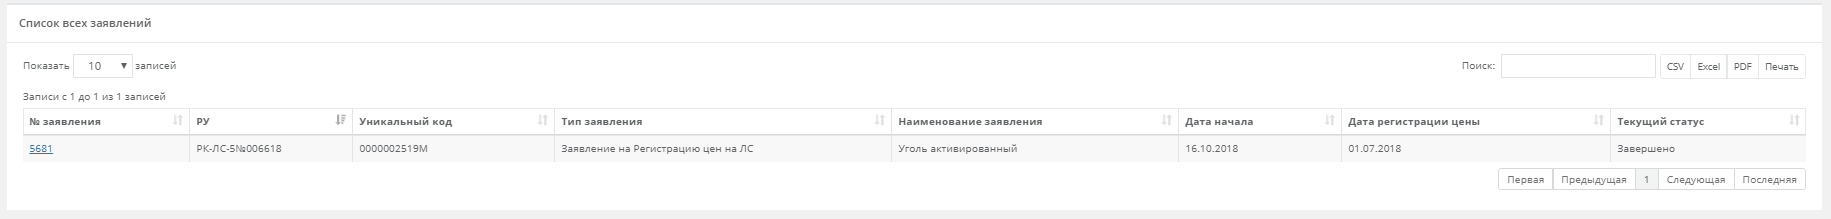 Список всех заявлений
Показать 10 записей Поиск: CSV Excel PDF Печать
Записи с 1 до 1 из 1 записей
№ заявления РУ Уникальный код Тип заявления Наименование заявления Дата начала Дата регистрации цены Текущий статус
5681 РК-ЛС-5№006618 0000002519М Заявление на Регистрацию цен на ЛС Уголь активированный 16.10.2018 01.07.2018 Завершено
Первая Предыдущая 1 Следующая Последняя